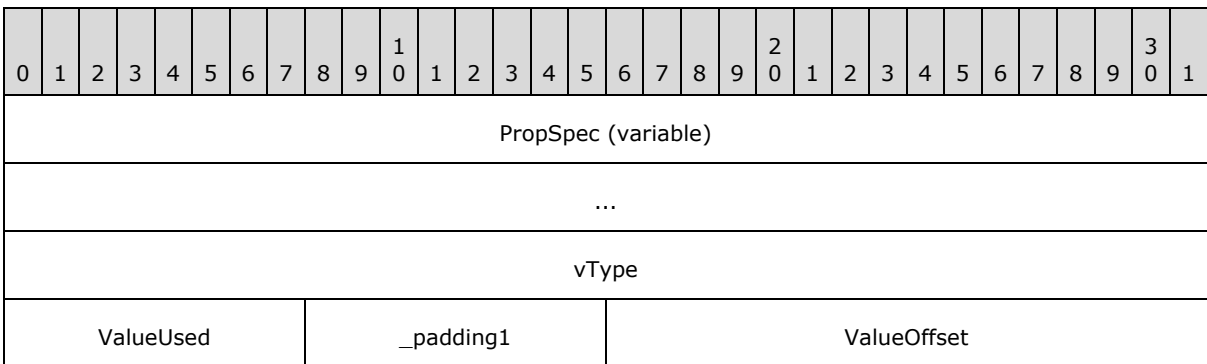 1 2 3
0 1 2 3 4 5 6 7 8 9 0 1 2 3 4 5 6 7 8 9 0 1 2 3 4 5 6 7 8 9 0 1
PropSpec (variable)
...
vType
ValueUsed _padding1 ValueOffset